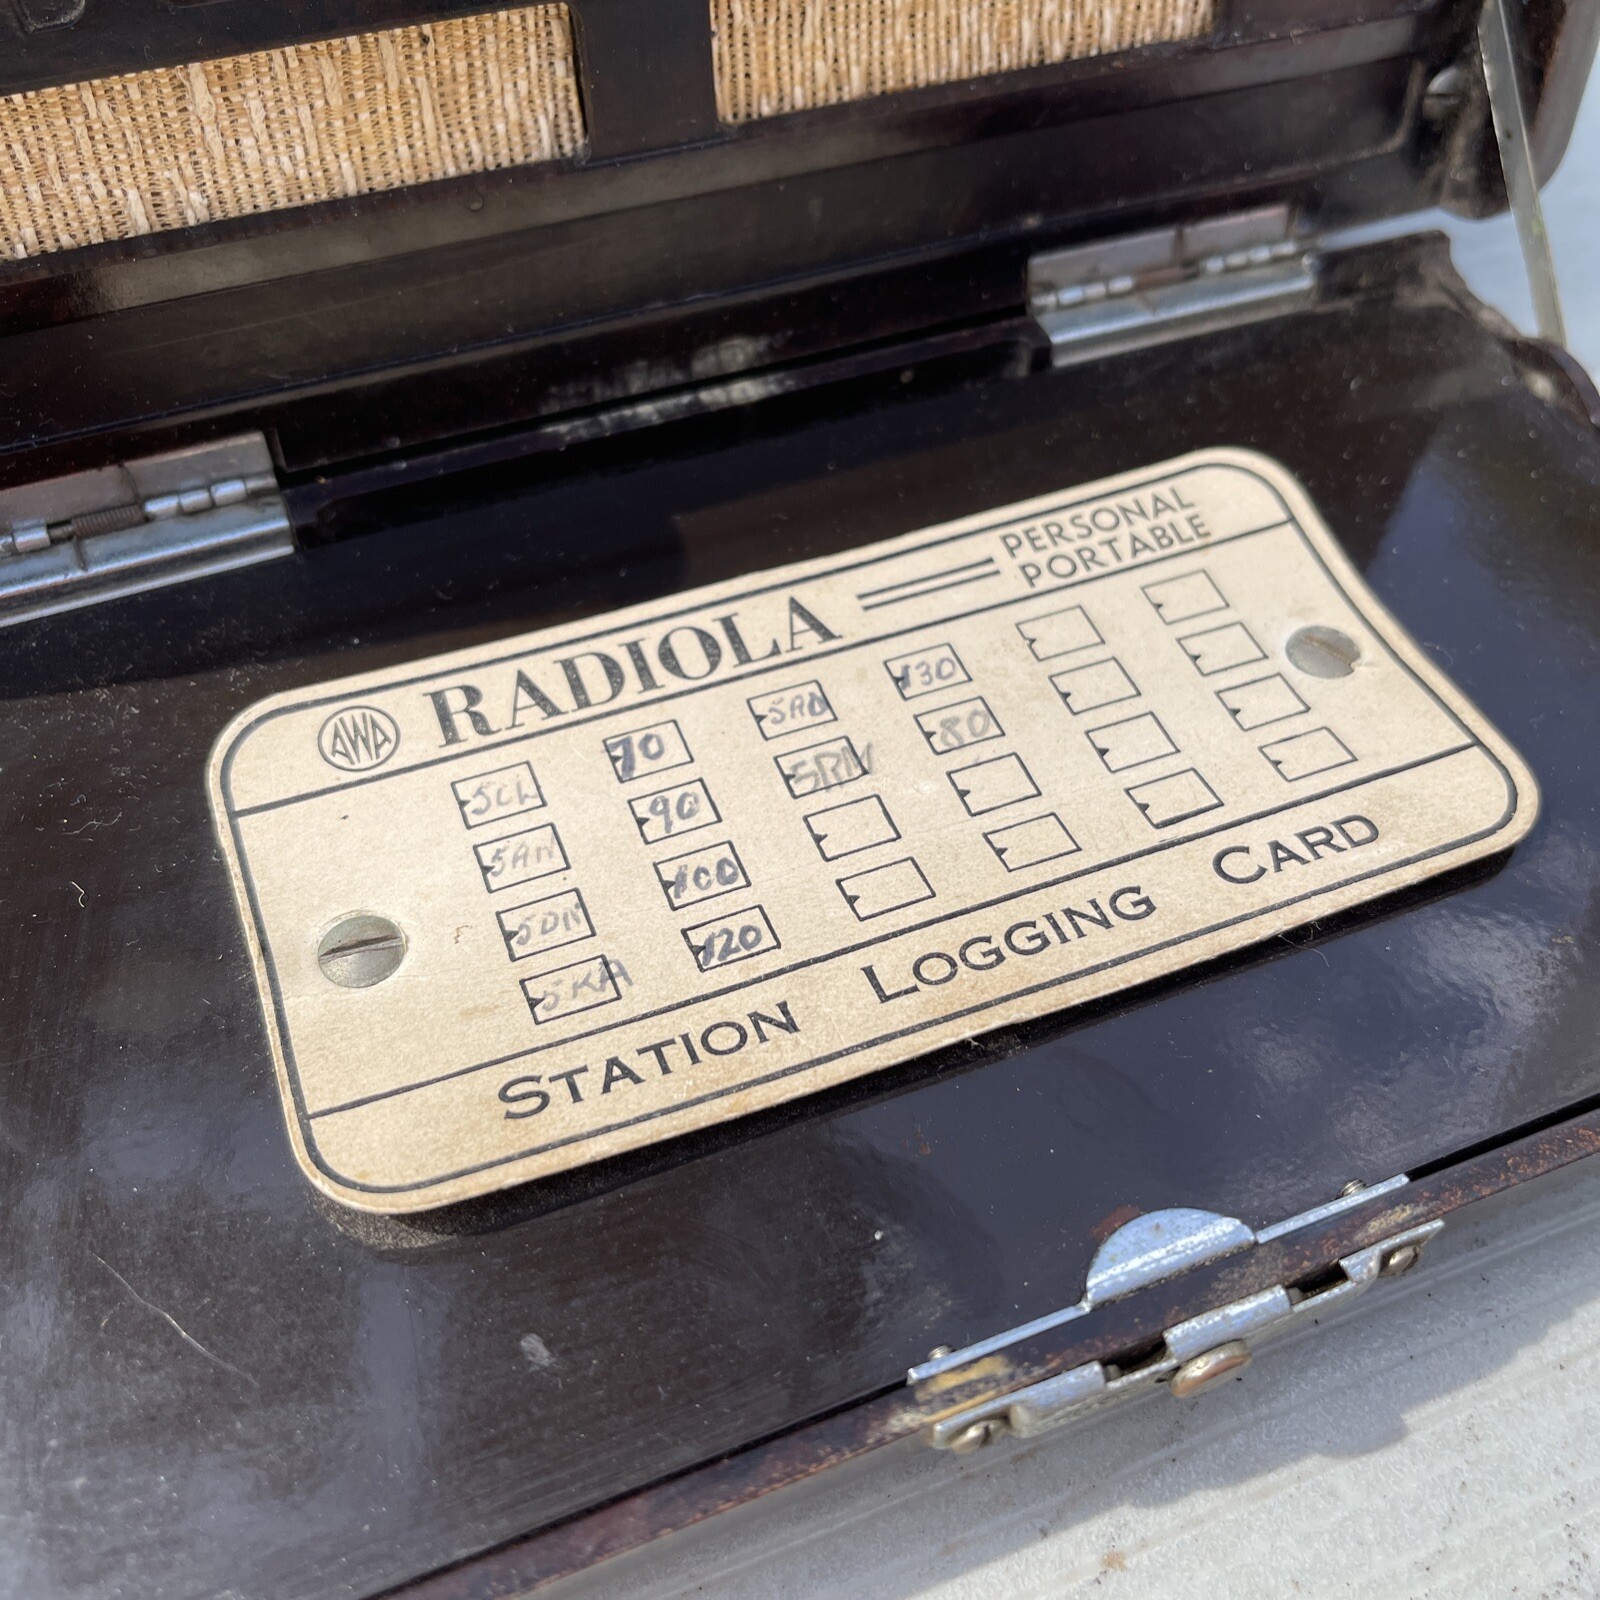 AWA RADIOLA PERSONAL
PORTABLE
5CL 70 5AD 130
5AN 90 5RN 80
5DN 100
5KA 120
STATION LOGGING CARD